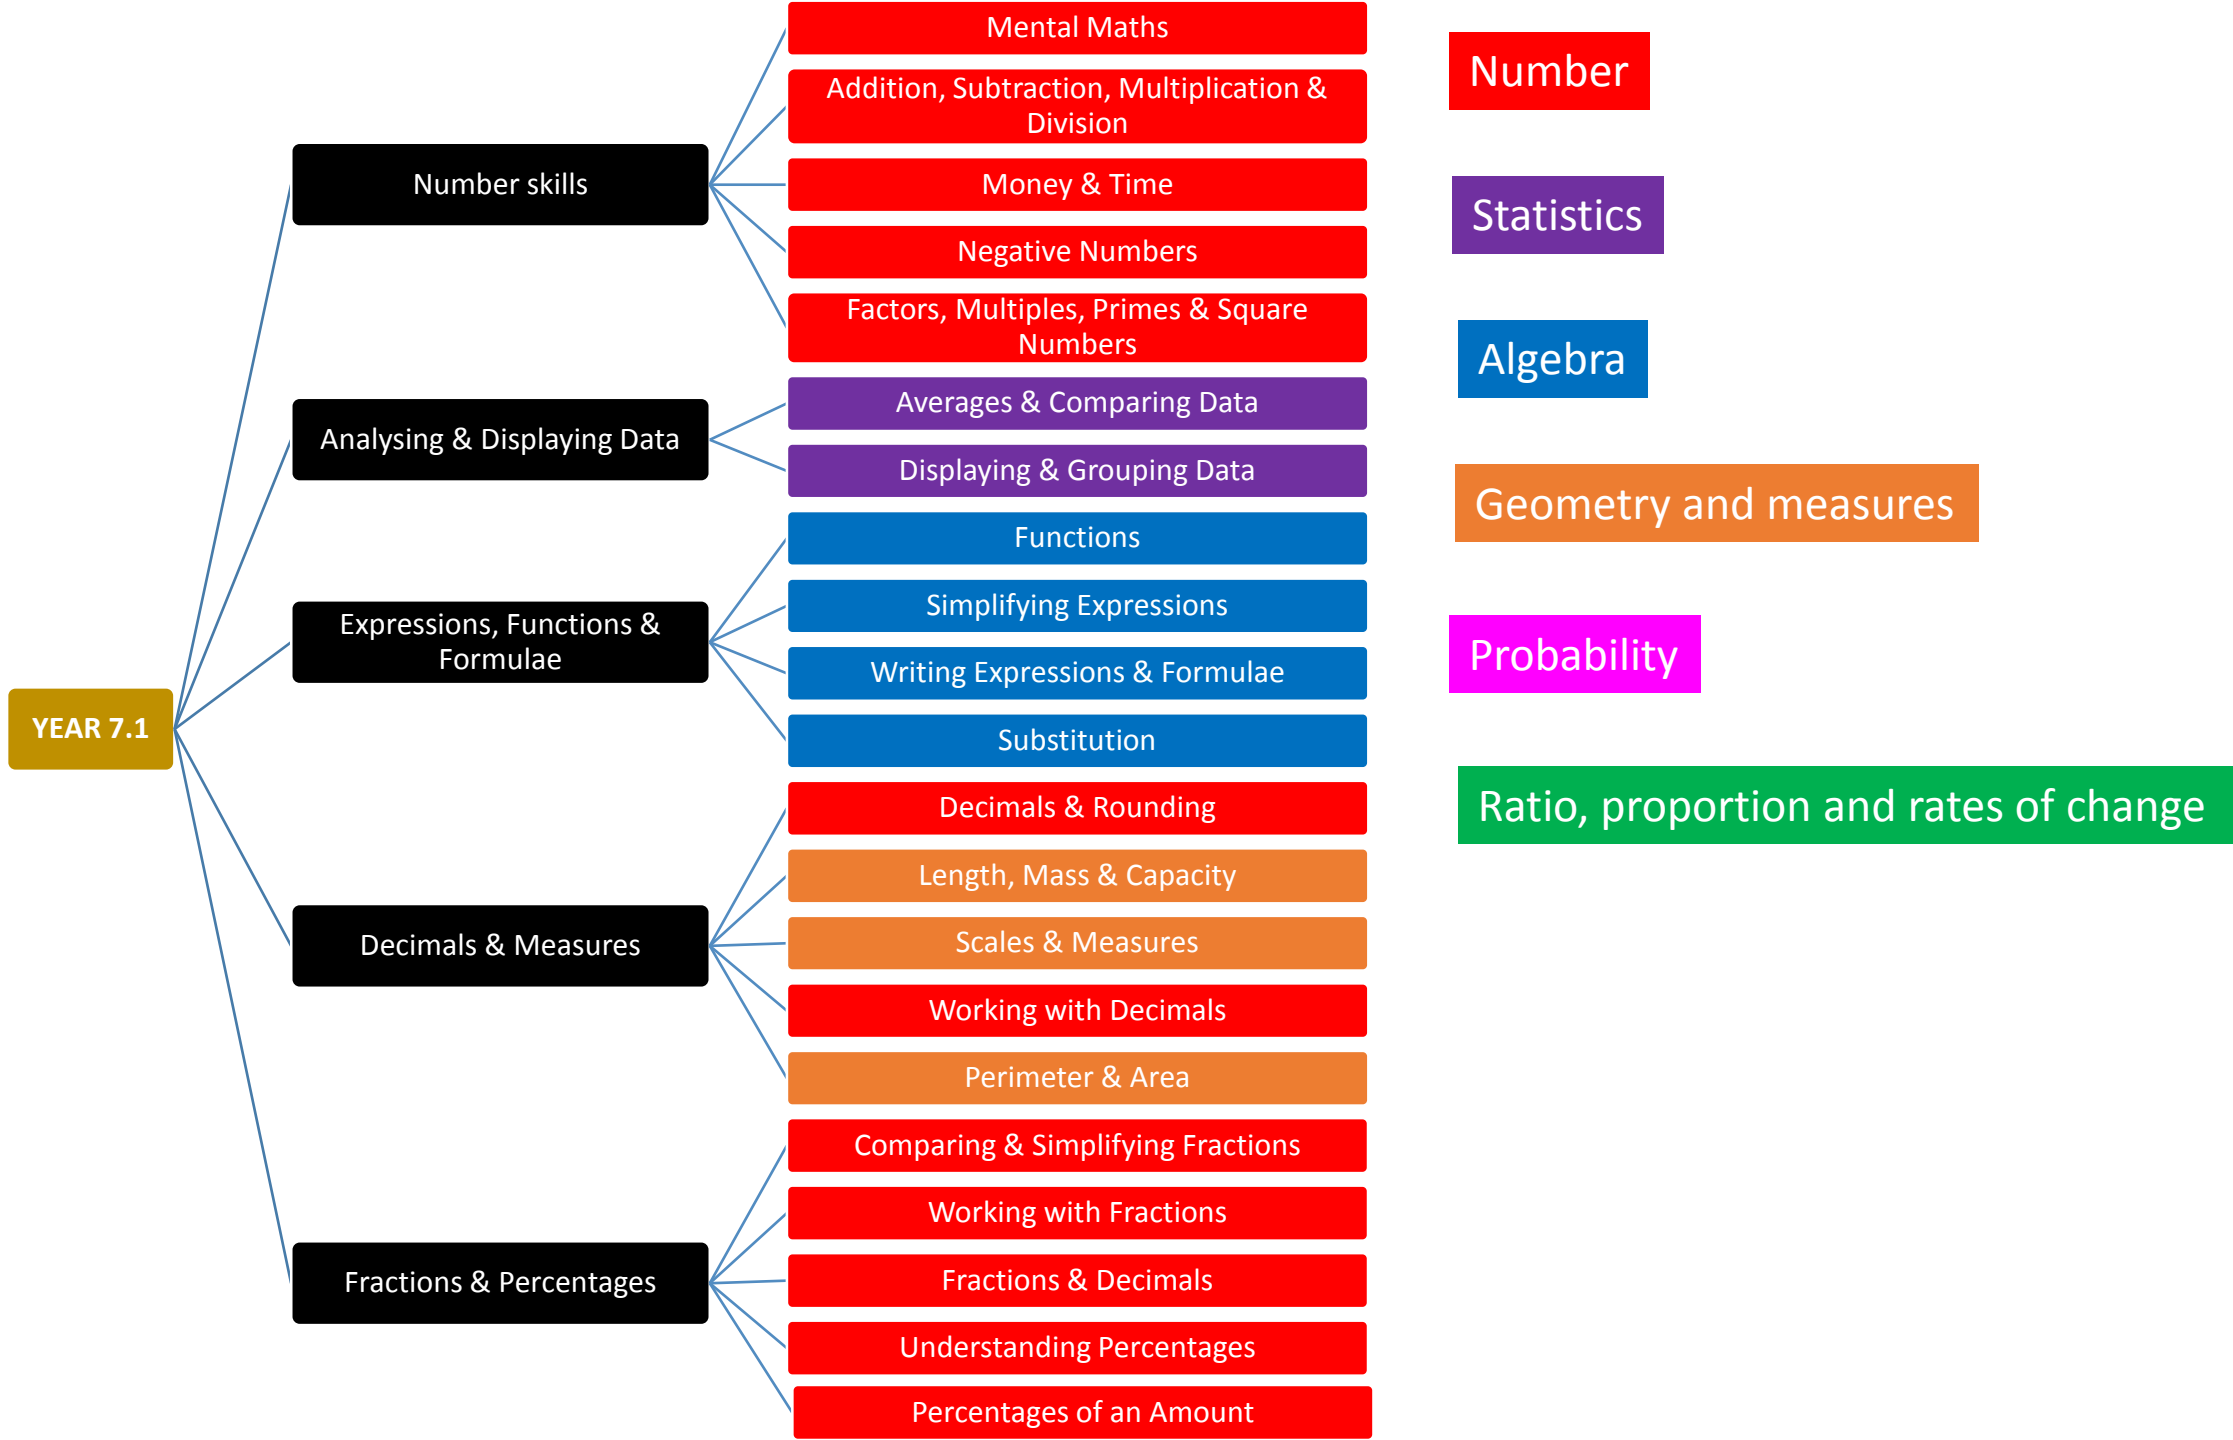 YEAR 7.1
Number skills
Mental Maths
Addition, Subtraction, Multiplication &
Division
Money & Time
Negative Numbers
Factors, Multiples, Primes & Square
Numbers
Analysing & Displaying Data
Averages & Comparing Data
Displaying & Grouping Data
Expressions, Functions &
Formulae
Functions
Simplifying Expressions
Writing Expressions & Formulae
Substitution
Decimals & Measures
Decimals & Rounding
Length, Mass & Capacity
Scales & Measures
Working with Decimals
Perimeter & Area
Fractions & Percentages
Comparing & Simplifying Fractions
Working with Fractions
Fractions & Decimals
Understanding Percentages
Percentages of an Amount
Number
Statistics
Algebra
Geometry and measures
Probability
Ratio, proportion and rates of change